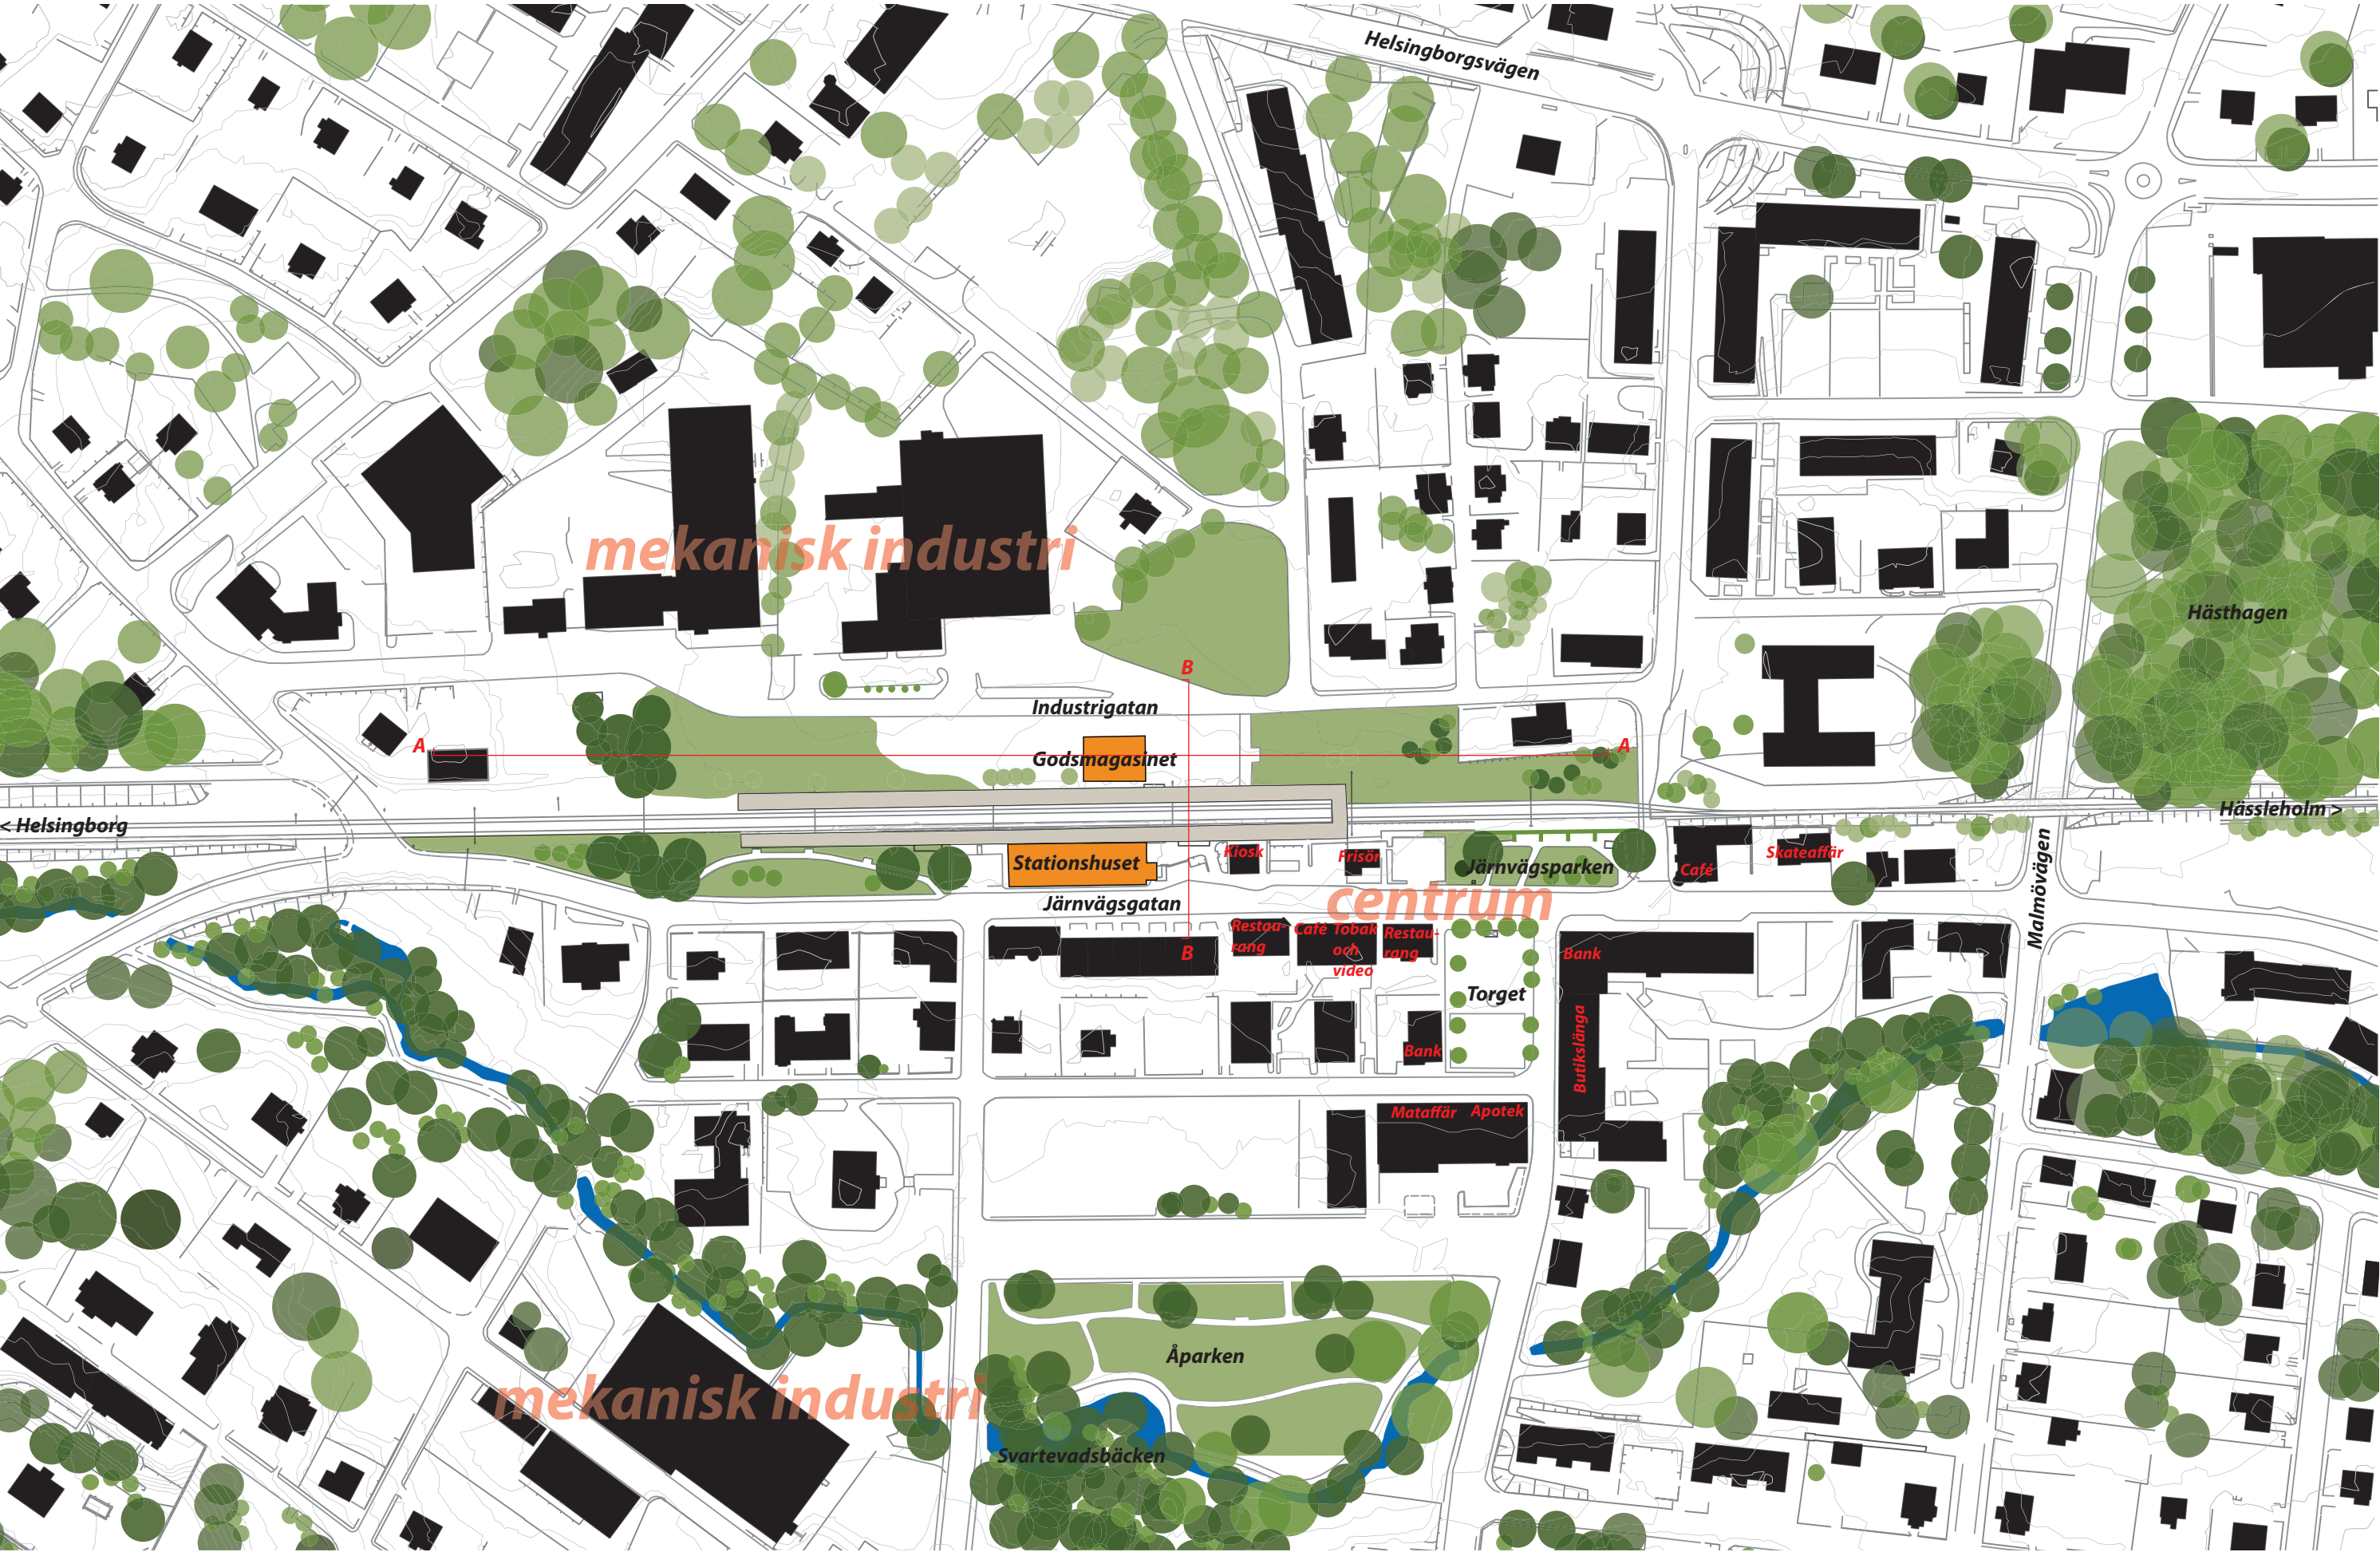 Helsingborgsvägen
mekanisk industri
Hästhagen
B
Industrigatan
A
A
Godsmagasinet
< Helsingborg
Hässleholm >
Stationshuset
Kiosk
Frisör
Järnvägsparken
Café
Skateaffär
Malmövägen
Järnvägsgatan
centrum
Restau-
rang
Café
Tobak
och
video
Restau-
rang
B
Bank
Torget
Butikslänga
Bank
Mataffär
Apotek
Åparken
mekanisk industri
Svartevadsbäcken